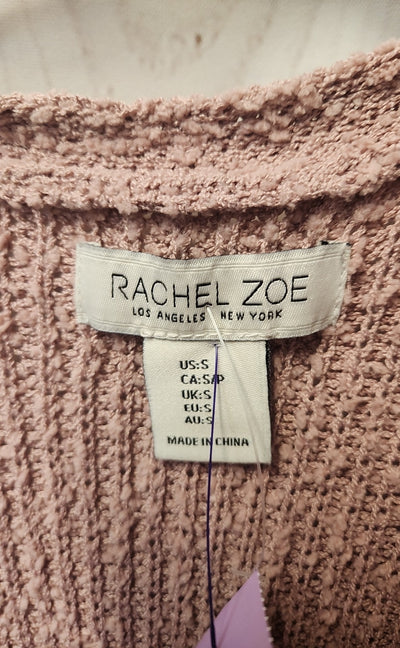 RACHEL ZOE
LOS ANGELES NEW YORK
US:S
CA:S/P
UK:S
EU:S
AU:S
MADE IN CHINA